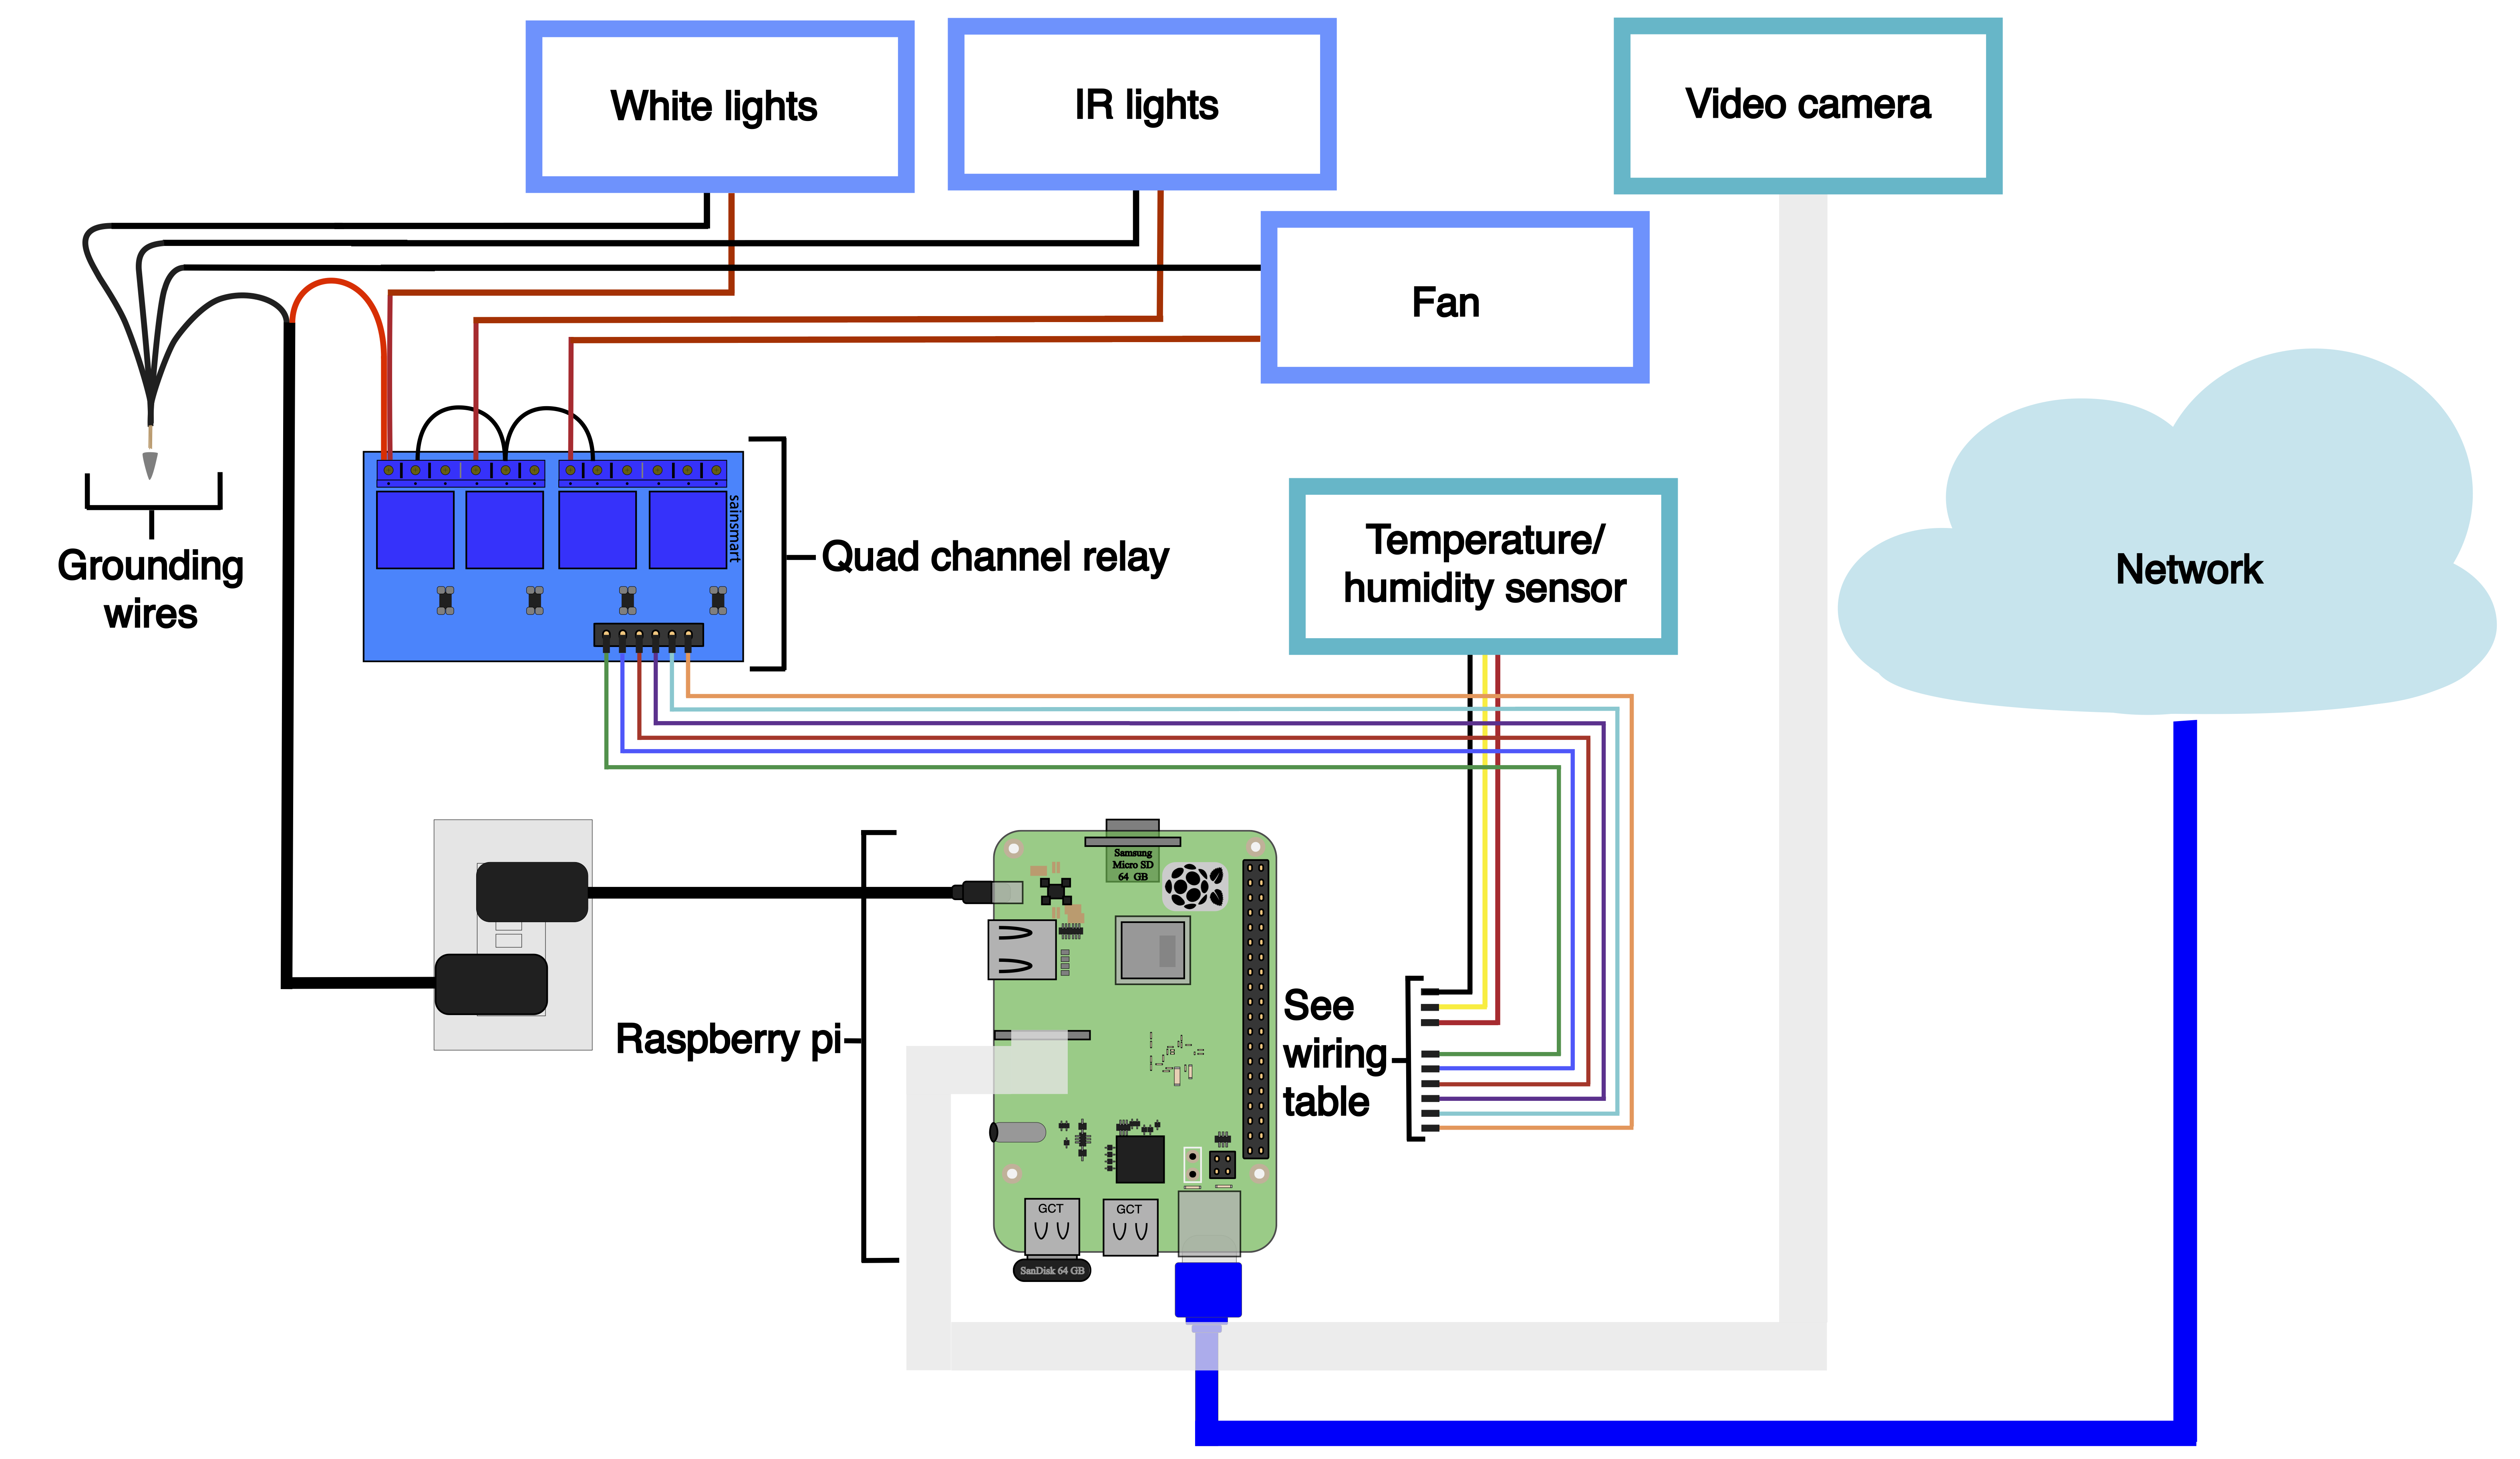 White lights
IR lights
Video camera
Fan
Grounding
wires
sainsmart
Quad channel relay
Temperature/
humidity sensor
Network
Samsung
Micro SD
64 GB
Raspberry pi
See
wiring
table
GCT
GCT
SanDisk 64 GB